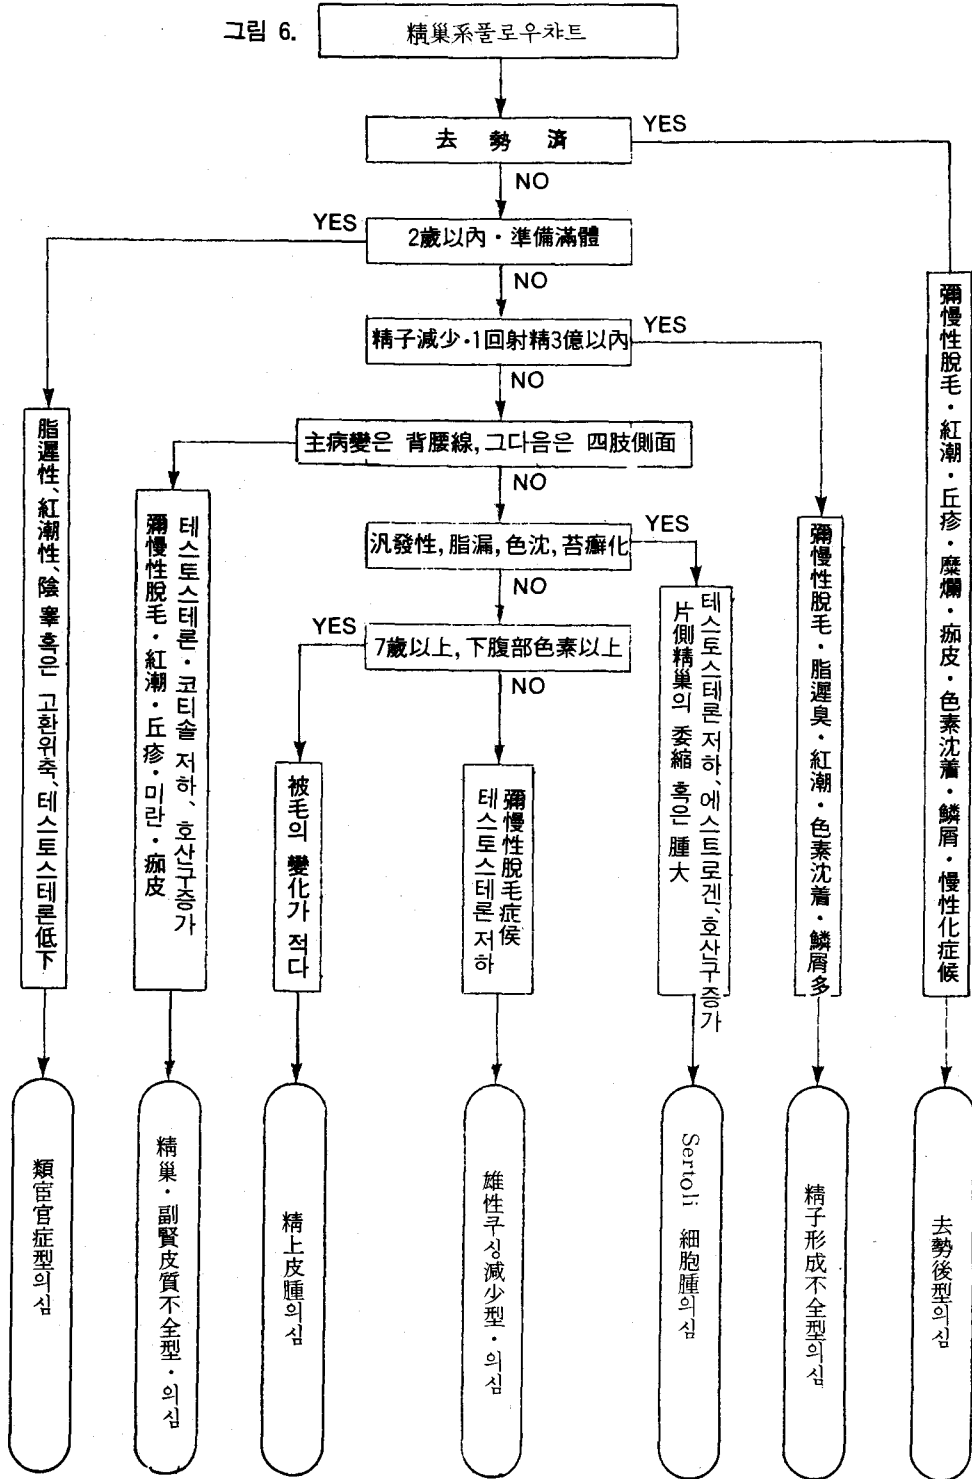 그림 6.
精巢系플로우챠트
去勢済
YES
NO
YES
2歲以內・準備滿體
NO
精子減少・1回射精3億以內
YES
NO
主病變은 背腰線, 그다음은 四肢側面
NO
汎發性, 脂漏, 色沈, 苔癬化
YES
NO
YES
7歲以上, 下腹部色素以上
NO
脂遲性、紅潮性、陰睾 혹은 고환위축、테스토스테론低下
테스토스테론・코티솔 저하、호산구증가
彌慢性脫毛・紅潮・丘疹・미란・痂皮
被毛의 變化가 적다
彌慢性脫毛症候
테스토스테론 저하
테스토스테론 저하、에스트로겐、호산구증가
片側精巢의 委縮 혹은 腫大
彌慢性脫毛・脂遲臭・紅潮・色素沈着・鱗屑多
彌慢性脫毛・紅潮・丘疹・糜爛・痂皮・色素沈着・鱗屑・慢性化症候
類宦官症型의심
精巢・副賢皮質不全型・의심
精上皮腫의심
雄性쿠싱減少型・의심
Sertoli 細胞腫의심
精子形成不全型의심
去勢後型의심